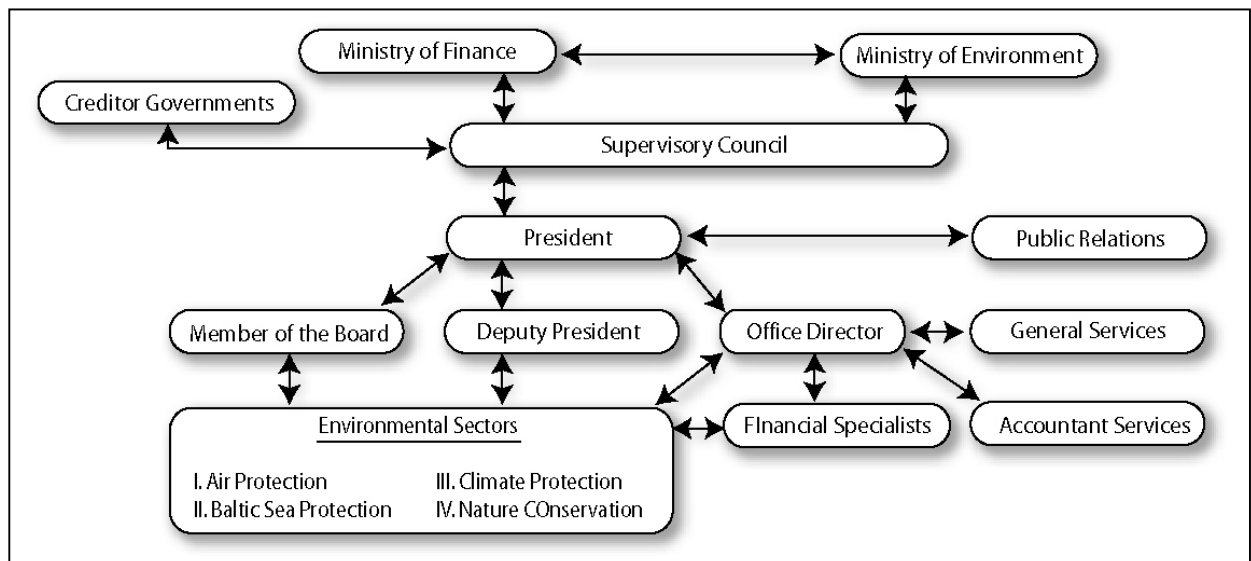 Ministry of Finance
Ministry of Environment
Creditor Governments
Supervisory Council
President
Public Relations
Member of the Board
Deputy President
Office Director
General Services
Environmental Sectors
I. Air Protection
III. Climate Protection
II. Baltic Sea Protection
IV. Nature COnservation
FInancial Specialists
Accountant Services